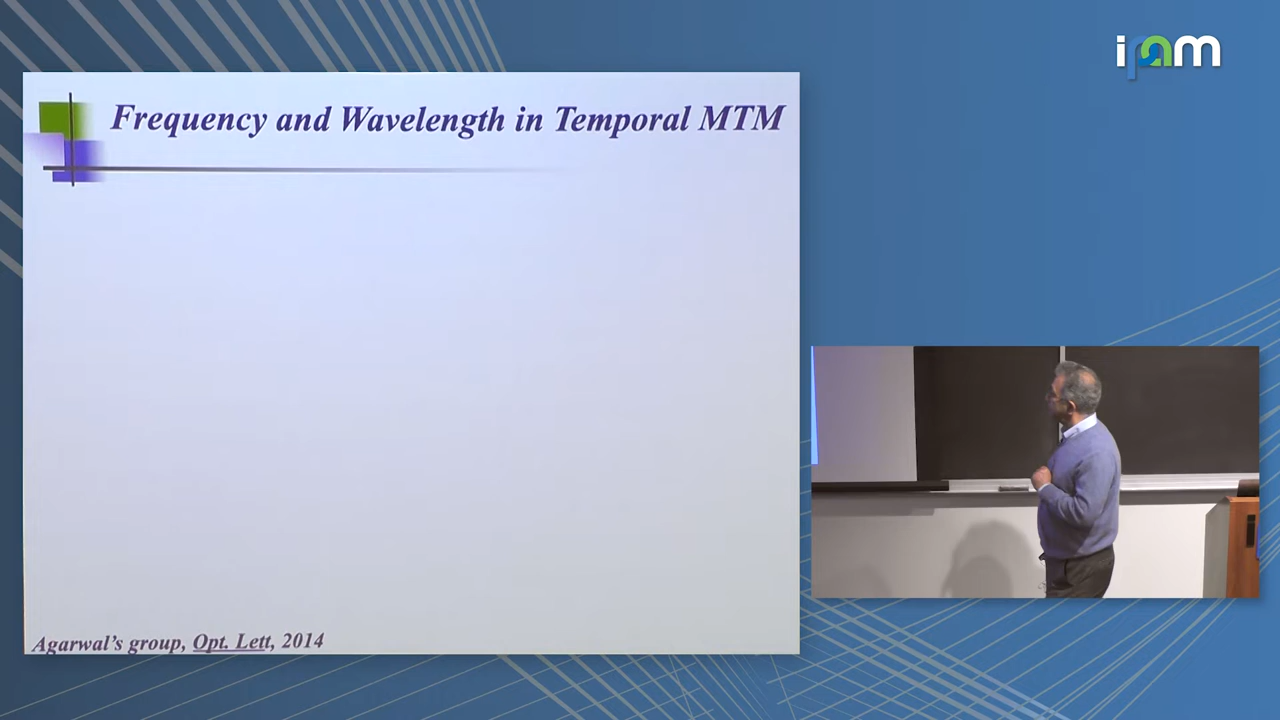 ipam
Frequency and Wavelength in Temporal MTM
Agarwal's group, Opt. Lett, 2014